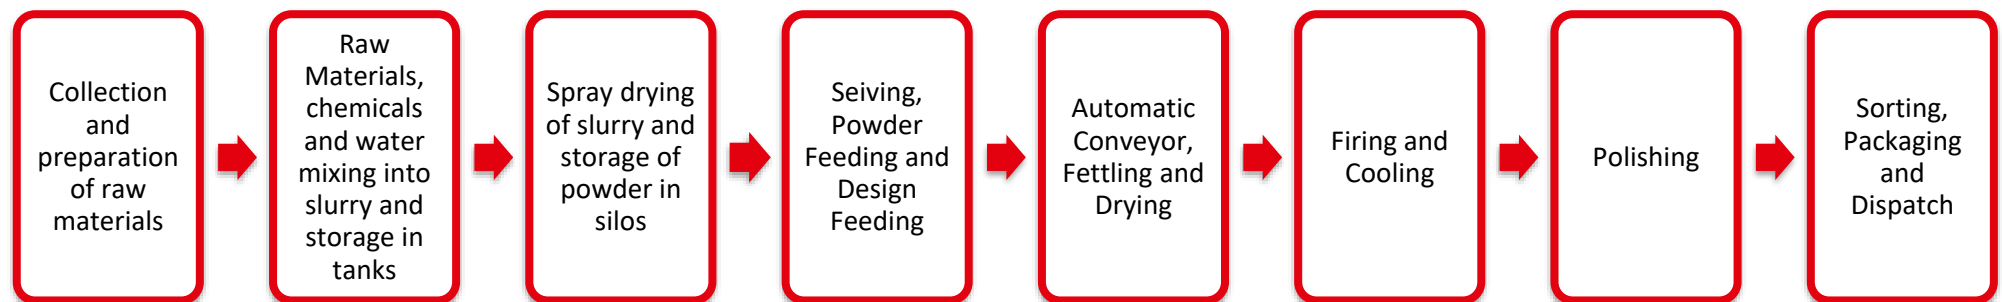 Collection
and
preparation
of raw
materials
Raw
Materials,
chemicals
and water
mixing into
slurry and
storage in
tanks
Spray drying
of slurry and
storage of
powder in
silos
Seiving,
Powder
Feeding and
Design
Feeding
Automatic
Conveyor,
Fettling and
Drying
Firing and
Cooling
Polishing
Sorting,
Packaging
and
Dispatch